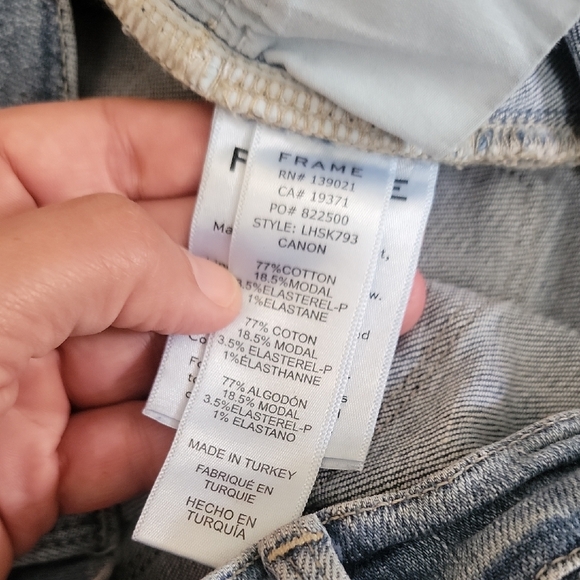 FRAME
RN# 139021
CA# 19371
PO# 822500
STYLE: LHSK793
CANON
77%COTTON
18.5%MODAL
.5%ELASTEREL-P
1%ELASTANE
77% COTON
18.5% MODAL
3.5% ELASTEREL-P
1%ÉLASTHANNE
77% ALGODÓN
18.5% MODAL
3.5%ELASTEREL-P
1% ELASTANO
MADE IN TURKEY
FABRIQUÉ EN
TURQUIE
HECHO EN
TURQUÍA